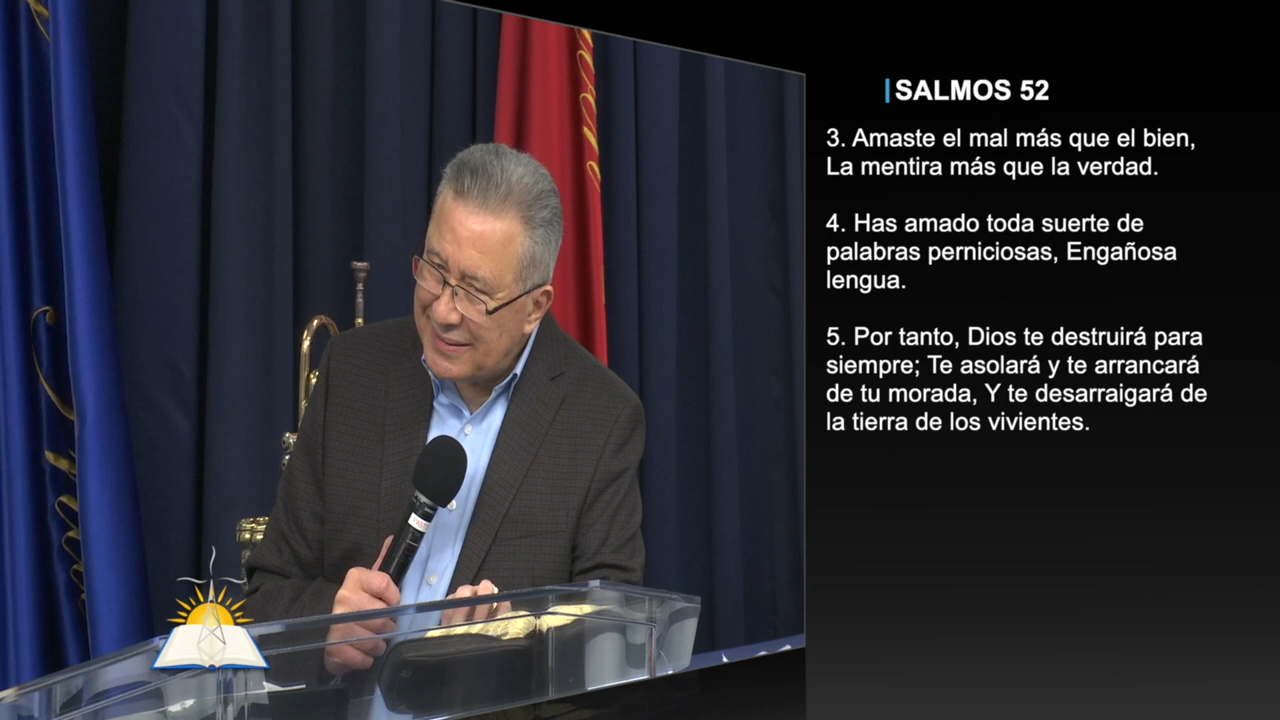 SALMOS 52
3. Amaste el mal más que el bien,
La mentira más que la verdad.
4. Has amado toda suerte de
palabras perniciosas, Engañosa
lengua.
5. Por tanto, Dios te destruirá para
siempre; Te asolará y te arrancará
de tu morada, Y te desarraigará de
la tierra de los vivientes.